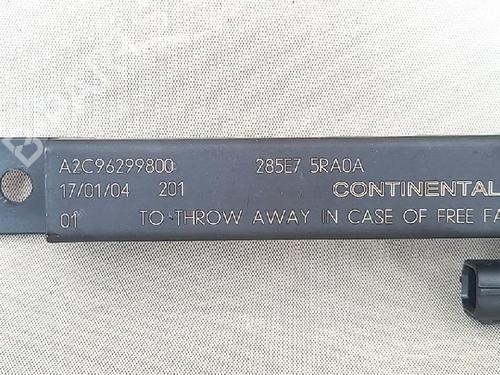 A2C96299800 285E7 5RA0A
17/01/04 201 CONTINENTAL
01 TO THROW AWAY IN CASE OF FREE FA